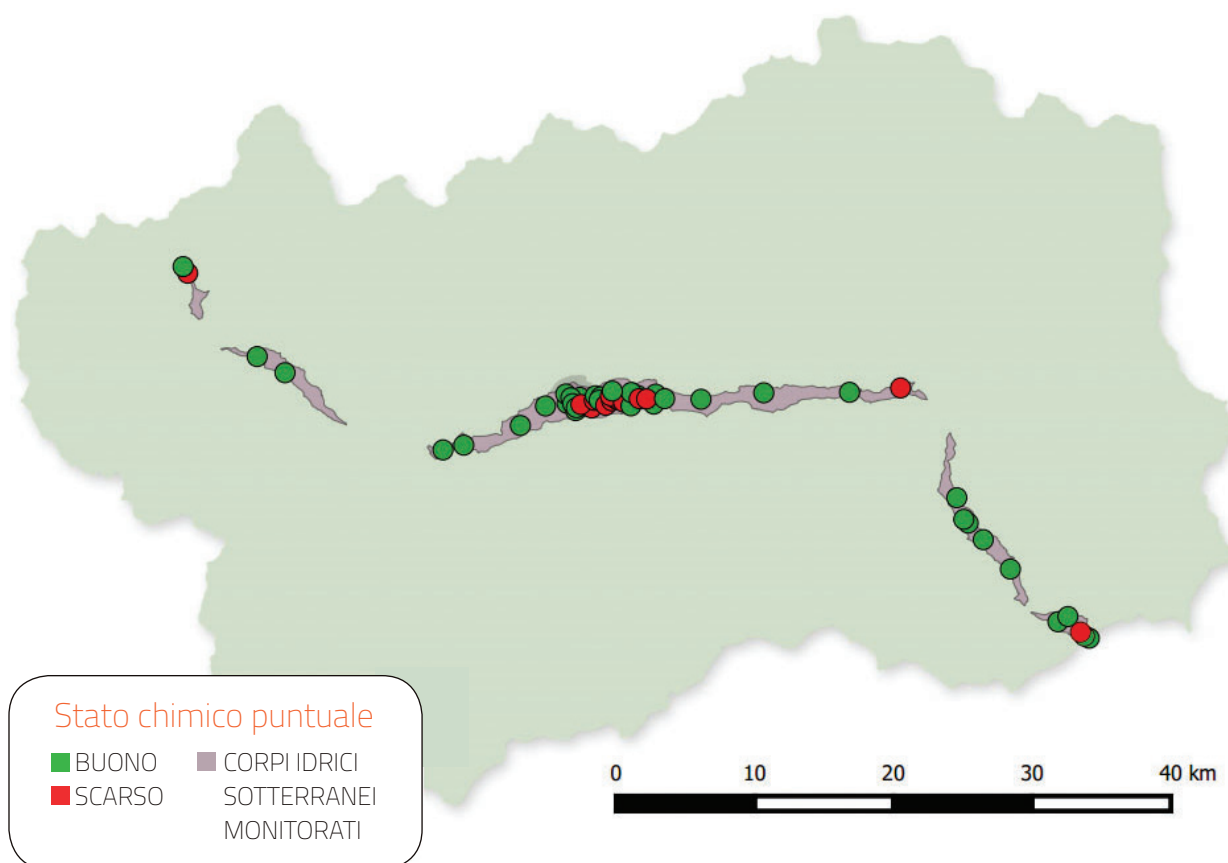 Stato chimico puntuale
BUONO
SCARSO
CORPI IDRICI
SOTTERRANEI
MONITORATI
0 10 20 30 40 km